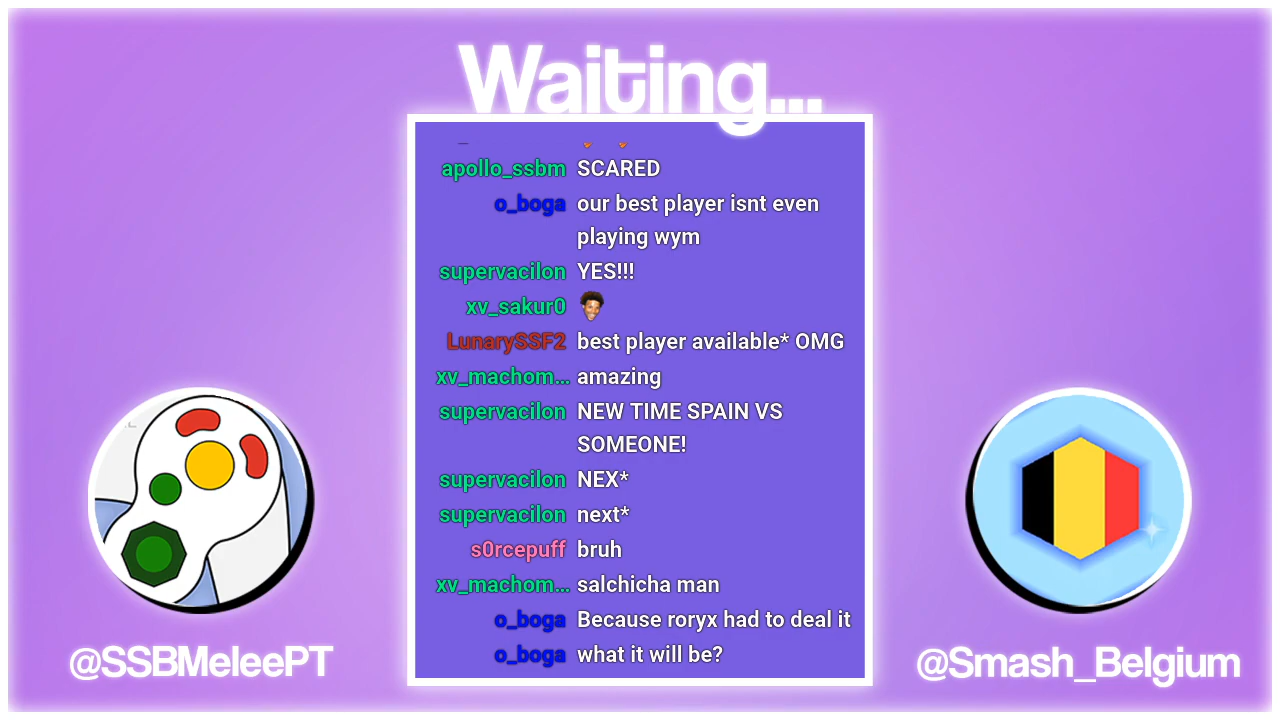 Waiting...
apollo_ssbm SCARED
o_boga our best player isnt even
playing wym
supervacilon YES!!!
xv_sakur0
LunarySSF2 best player available* OMG
xv_machom... amazing
supervacilon NEW TIME SPAIN VS
SOMEONE!
supervacilon NEX*
supervacilon next*
s0rcepuff bruh
xv_machom... salchicha man
o_boga Because roryx had to deal it
o_boga what it will be?
@SSBMeleePT
@Smash_Belgium